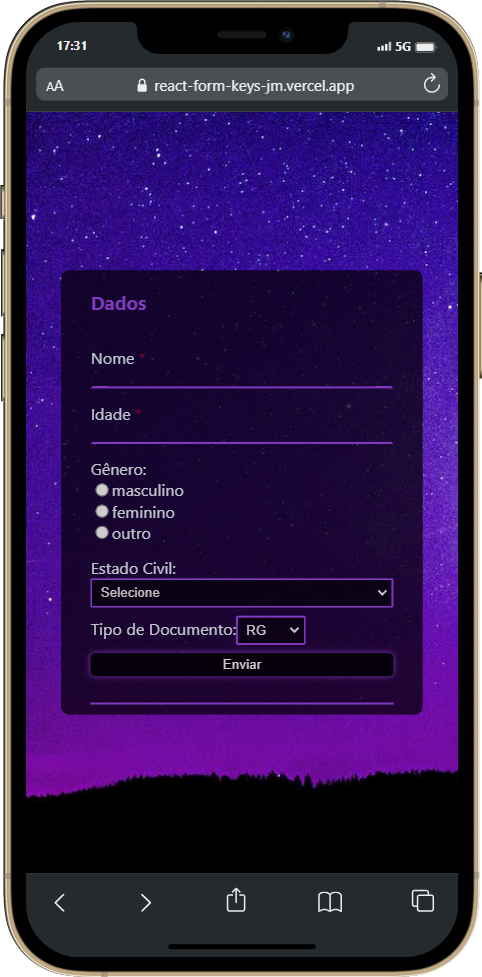 17:31
5G
AA
react-form-keys-jm.vercel.app
Dados
Nome *
Idade *
Gênero:
masculino
feminino
outro
Estado Civil:
Selecione
Tipo de Documento: RG
Enviar